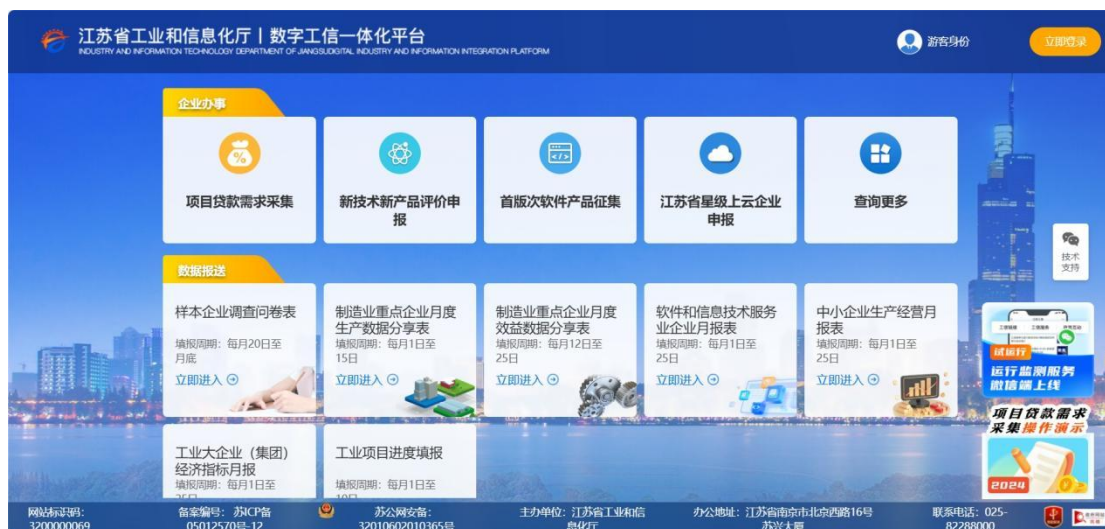 江苏省工业和信息化厅 | 数字工信一体化平台
INDUSTRY AND INFORMATION TECHNOLOGY DEPARTMENT OF JIANGSUDIGITAL INDUSTRY AND INFORMATION INTEGRATION PLATFORM
游客身份
立即登录
企业办事
项目贷款需求采集
新技术新产品评价申
报
首版次软件产品征集
江苏省星级上云企业
申报
查询更多
技术
支持
数据报送
样本企业调查问卷表
填报周期：每月20日至
月底
立即进入
制造业重点企业月度
生产数据分享表
填报周期：每月1日至
15日
立即进入
制造业重点企业月度
效益数据分享表
填报周期：每月12日至
25日
立即进入
软件和信息技术服务
业企业月报表
填报周期：每月1日至
25日
立即进入
中小企业生产经营月
报表
填报周期：每月1日至
25日
立即进入
试运行
运行监测服务
微信端上线
项目贷款需求
采集操作演示
2024
工业大企业（集团）
经济指标月报
填报周期：每月1日至
工业项目进度填报
填报周期：每月1日至
网站标识码：
3200000069
备案编号：苏ICP备
05012570号-12
苏公网安备：
32010602010365号
主办单位：江苏省工业和信
息化厅
办公地址：江苏省南京市北京西路16号
苏兴大厦
联系电话：025-
82288000